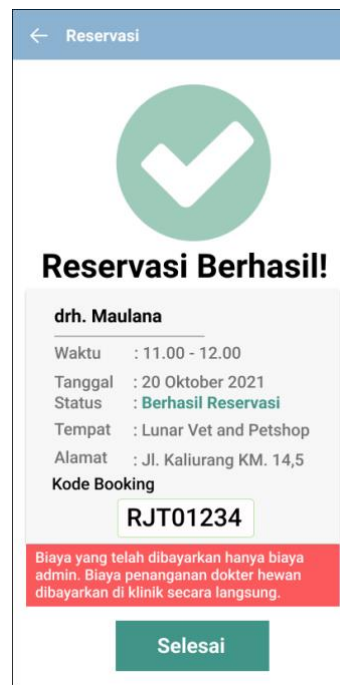 Reservasi
Reservasi Berhasil!
drh. Maulana
Waktu : 11.00 - 12.00
Tanggal : 20 Oktober 2021
Status : Berhasil Reservasi
Tempat : Lunar Vet and Petshop
Alamat : Jl. Kaliurang KM. 14,5
Kode Booking
RJT01234
Biaya yang telah dibayarkan hanya biaya
admin. Biaya penanganan dokter hewan
dibayarkan di klinik secara langsung.
Selesai